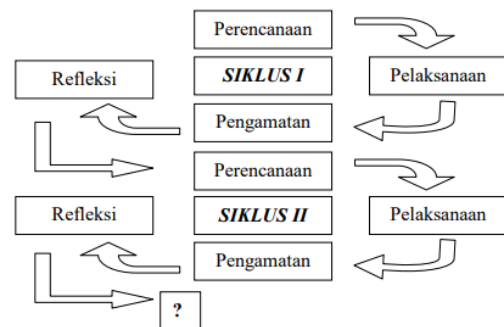 Perencanaan
Refleksi
SIKLUS I
Pelaksanaan
Pengamatan
Perencanaan
Refleksi
SIKLUS II
Pelaksanaan
Pengamatan
?